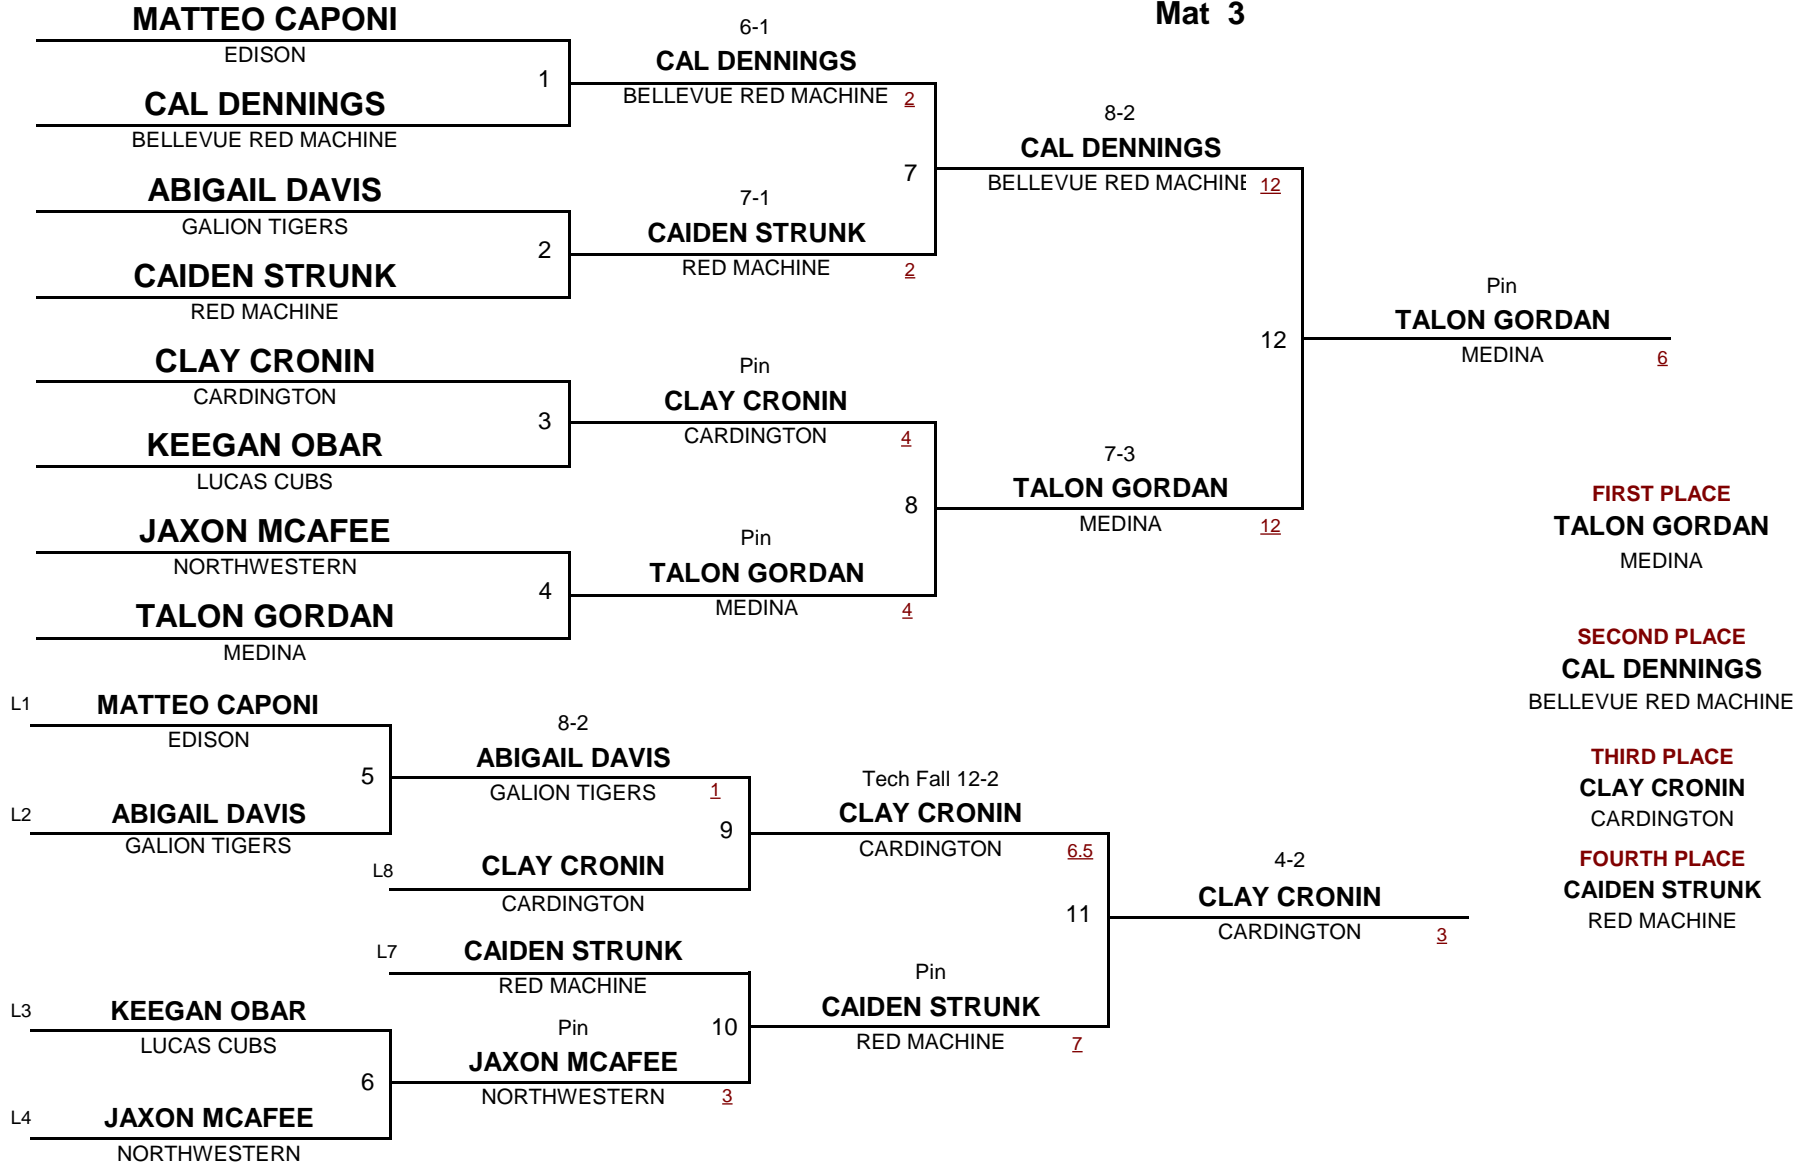 Mat 3
MATTEO CAPONI
EDISON
1
CAL DENNINGS
BELLEVUE RED MACHINE
ABIGAIL DAVIS
GALION TIGERS
2
CAIDEN STRUNK
RED MACHINE
CLAY CRONIN
CARDINGTON
3
KEEGAN OBAR
LUCAS CUBS
JAXON MCAFEE
NORTHWESTERN
4
TALON GORDAN
MEDINA
6-1
CAL DENNINGS
BELLEVUE RED MACHINE 2
7
7-1
CAIDEN STRUNK
RED MACHINE 2
Pin
CLAY CRONIN
CARDINGTON 4
8
Pin
TALON GORDAN
MEDINA 4
8-2
CAL DENNINGS
BELLEVUE RED MACHINE 12
12
7-3
TALON GORDAN
MEDINA 12
Pin
TALON GORDAN
MEDINA 6
FIRST PLACE
TALON GORDAN
MEDINA
SECOND PLACE
CAL DENNINGS
BELLEVUE RED MACHINE
THIRD PLACE
CLAY CRONIN
CARDINGTON
FOURTH PLACE
CAIDEN STRUNK
RED MACHINE
L1 MATTEO CAPONI
EDISON
5
L2 ABIGAIL DAVIS
GALION TIGERS
L3 KEEGAN OBAR
LUCAS CUBS
6
L4 JAXON MCAFEE
NORTHWESTERN
8-2
ABIGAIL DAVIS
GALION TIGERS 1
9
L8 CLAY CRONIN
CARDINGTON
L7 CAIDEN STRUNK
RED MACHINE
10
Pin
JAXON MCAFEE
NORTHWESTERN 3
Tech Fall 12-2
CLAY CRONIN
CARDINGTON 6.5
11
Pin
CAIDEN STRUNK
RED MACHINE 7
4-2
CLAY CRONIN
CARDINGTON 3